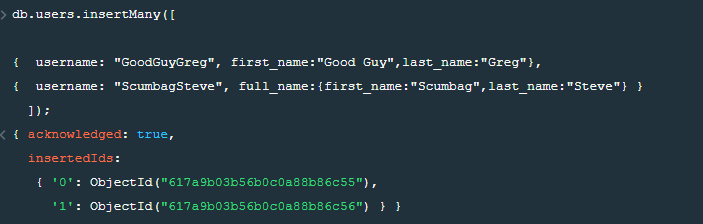 > db.users.insertMany([
{  username: "GoodGuyGreg", first_name:"Good Guy",last_name:"Greg"},
{  username: "ScumbagSteve", full_name:{first_name:"Scumbag",last_name:"Steve"} }
]);
< { acknowledged: true,
insertedIds:
{ '0': ObjectId("617a9b03b56b0c0a88b86c55"),
'1': ObjectId("617a9b03b56b0c0a88b86c56") } }